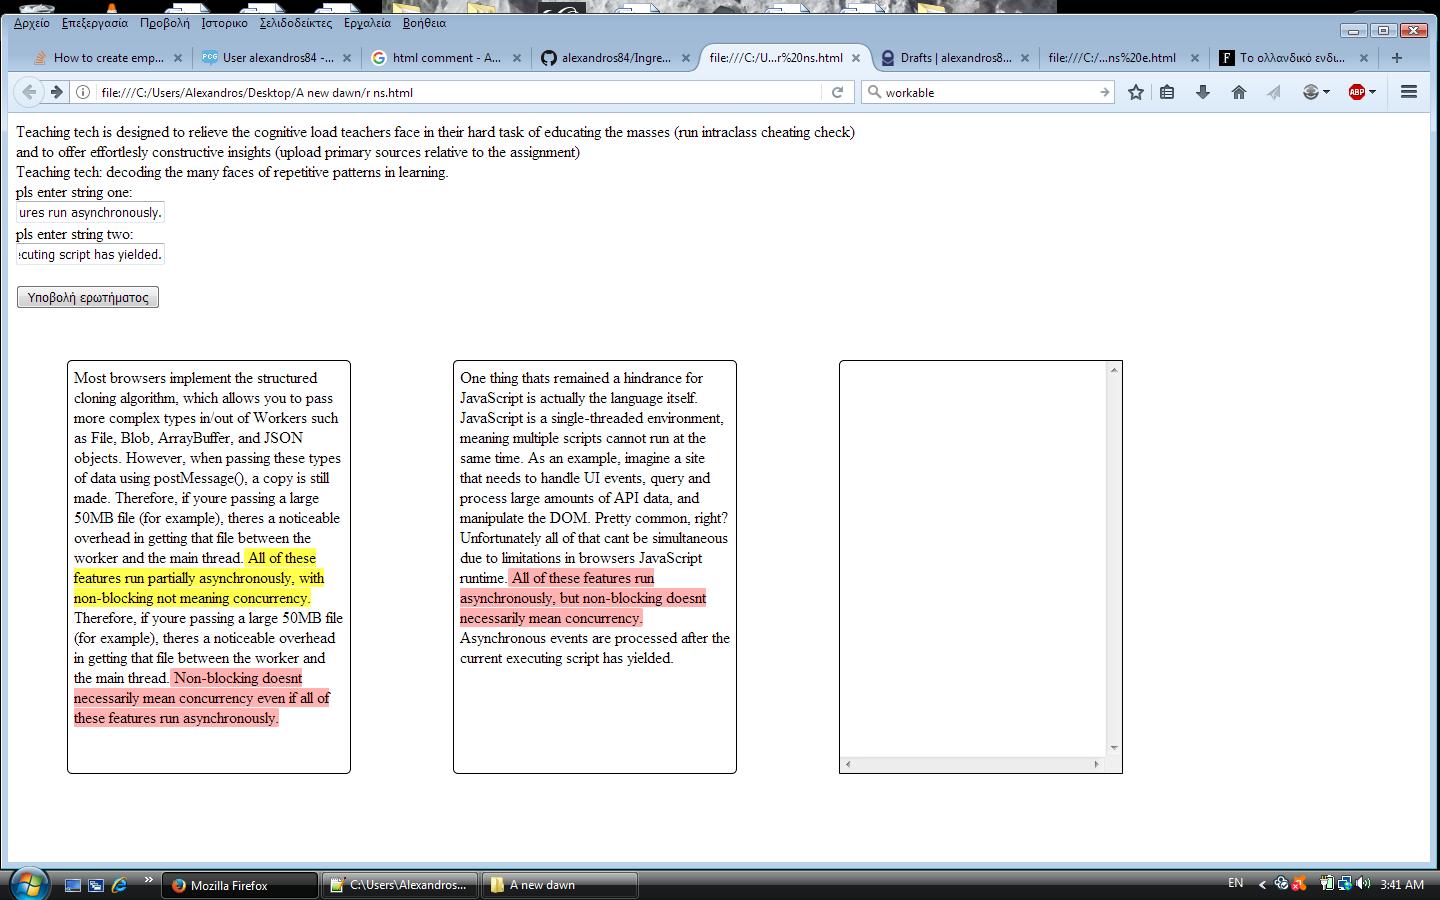 Αρχείο Επεξεργασία Προβολή Ιστορικο Σελιδοδείκτες Εργαλεία Βοήθεια
How to create emp...
User alexandros84 -...
html comment - A...
alexandros84/Ingre...
file:///C:/U...r%20ns.html
Drafts | alexandros8...
file:///C:/...ns%20e.html
Το ολλανδικό ενδι...
file:///C:/Users/Alexandros/Desktop/A new dawn/r ns.html
workable
ABP
Teaching tech is designed to relieve the cognitive load teachers face in their hard task of educating the masses (run intraclass cheating check)
and to offer effortlesly constructive insights (upload primary sources relative to the assignment)
Teaching tech: decoding the many faces of repetitive patterns in learning.
pls enter string one:
ures run asynchronously.
pls enter string two:
cuting script has yielded.
Υποβολή ερωτήματος
Most browsers implement the structured
cloning algorithm, which allows you to pass
more complex types in/out of Workers such
as File, Blob, ArrayBuffer, and JSON
objects. However, when passing these types
of data using postMessage(), a copy is still
made. Therefore, if youre passing a large
50MB file (for example), theres a noticeable
overhead in getting that file between the
worker and the main thread. All of these
features run partially asynchronously, with
non-blocking not meaning concurrency.
Therefore, if youre passing a large 50MB file
(for example), theres a noticeable overhead
in getting that file between the worker and
the main thread. Non-blocking doesnt
necessarily mean concurrency even if all of
these features run asynchronously.
One thing thats remained a hindrance for
JavaScript is actually the language itself.
JavaScript is a single-threaded environment,
meaning multiple scripts cannot run at the
same time. As an example, imagine a site
that needs to handle UI events, query and
process large amounts of API data, and
manipulate the DOM. Pretty common, right?
Unfortunately all of that cant be simultaneous
due to limitations in browsers JavaScript
runtime. All of these features run
asynchronously, but non-blocking doesnt
necessarily mean concurrency.
Asynchronous events are processed after the
current executing script has yielded.
Mozilla Firefox
C:\Users\Alexandros...
A new dawn
EN
3:41 AM